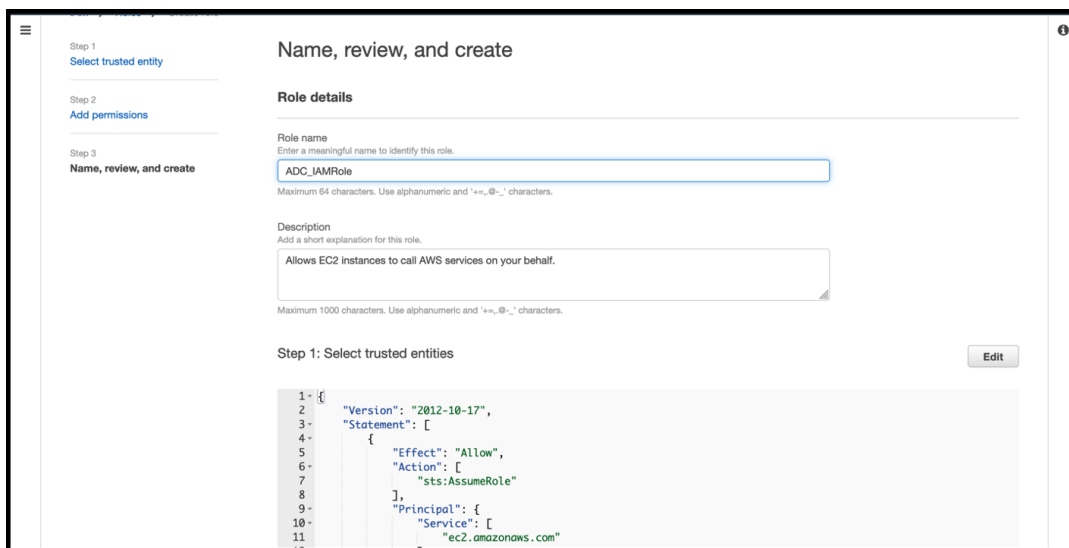 Step 1
Select trusted entity
Step 2
Add permissions
Step 3
Name, review, and create
Name, review, and create
Role details
Role name
Enter a meaningful name to identify this role.
ADC_IAMRole
Maximum 64 characters. Use alphanumeric and '+=,.@-_' characters.
Description
Add a short explanation for this role.
Allows EC2 instances to call AWS services on your behalf.
Maximum 1000 characters. Use alphanumeric and '+=,.@-_' characters.
Step 1: Select trusted entities
Edit
1 {
2 "Version": "2012-10-17",
3 "Statement": [
4 {
5 "Effect": "Allow",
6 "Action": [
7 "sts:AssumeRole"
8 ],
9 "Principal": {
10 "Service": [
11 "ec2.amazonaws.com"